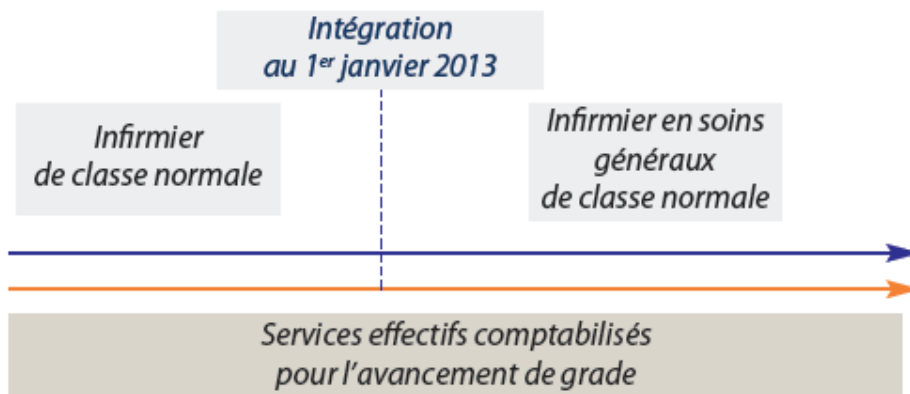 Intégration
au 1er janvier 2013
Infirmier
de classe normale
Infirmier en soins
généraux
de classe normale
Services effectifs comptabilisés
pour l'avancement de grade